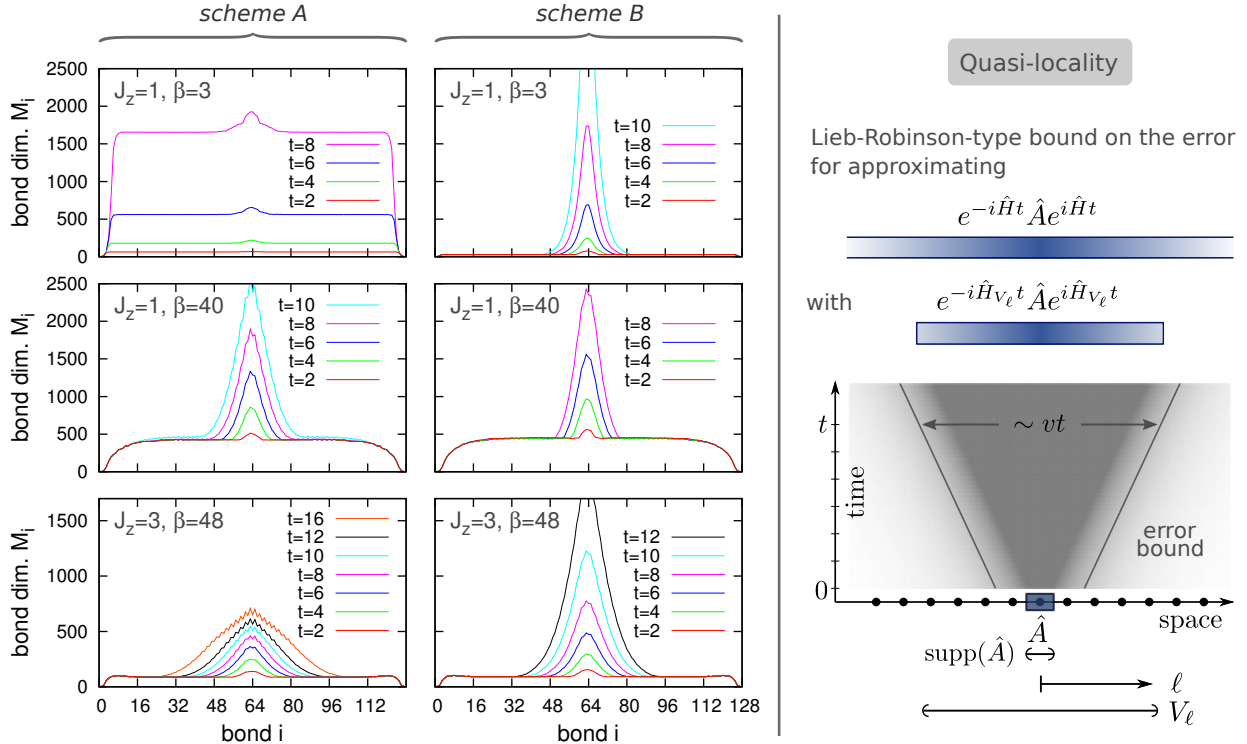 scheme A
scheme B
bond dim. M_i
2500
2000
1500
1000
500
0
J_z=1, β=3
t=8
t=6
t=4
t=2
J_z=1, β=3
t=10
t=8
t=6
t=4
t=2
bond dim. M_i
2500
2000
1500
1000
500
0
J_z=1, β=40
t=10
t=8
t=6
t=4
t=2
J_z=1, β=40
t=8
t=6
t=4
t=2
bond dim. M_i
1500
1000
500
0
J_z=3, β=48
t=16
t=12
t=10
t=8
t=6
t=4
t=2
J_z=3, β=48
t=12
t=10
t=8
t=6
t=4
t=2
0 16 32 48 64 80 96 112
0 16 32 48 64 80 96 112 128
bond i
bond i
Quasi-locality
Lieb-Robinson-type bound on the error
for approximating
e^{-iĤt} Â e^{iĤt}
with
e^{-iĤ_{V_ℓ}t} Â e^{iĤ_{V_ℓ}t}
t
∼ vt
time
error
bound
0
space
Â
supp(Â)
ℓ
V_ℓ